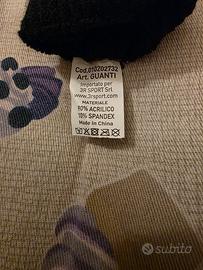 Cod.010202732
Art. GUANTI
Importato per
3R SPORT Srl
www.3rsport.com
MATERIALE
90% ACRILICO
10% SPANDEX
Made in China
subito